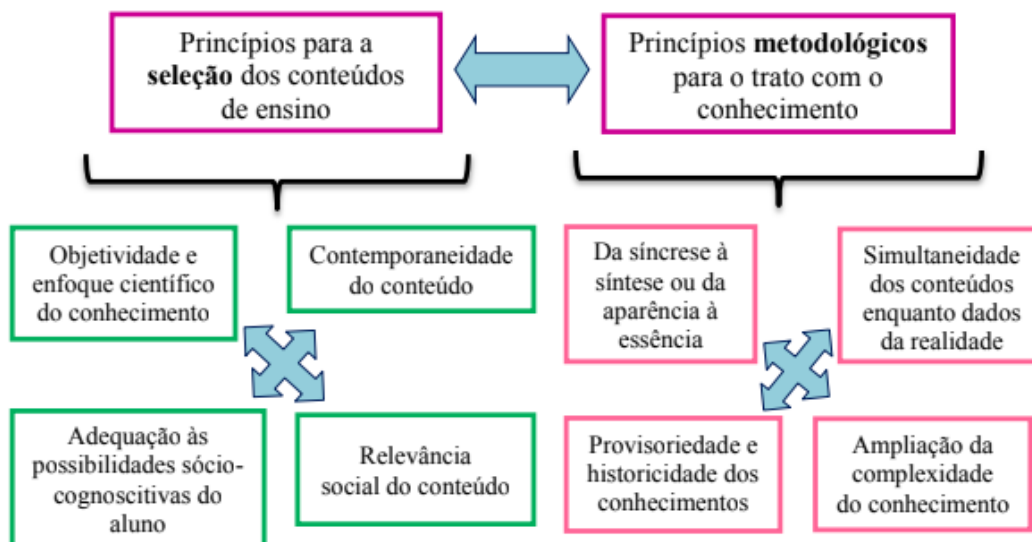 Princípios para a
seleção dos conteúdos
de ensino
Princípios metodológicos
para o trato com o
conhecimento
Objetividade e
enfoque científico
do conhecimento
Contemporaneidade
do conteúdo
Adequação às
possibilidades sócio-
cognoscitivas do
aluno
Relevância
social do conteúdo
Da síncrese à
síntese ou da
aparência à
essência
Simultaneidade
dos conteúdos
enquanto dados
da realidade
Provisoriedade e
historicidade dos
conhecimentos
Ampliação da
complexidade
do conhecimento